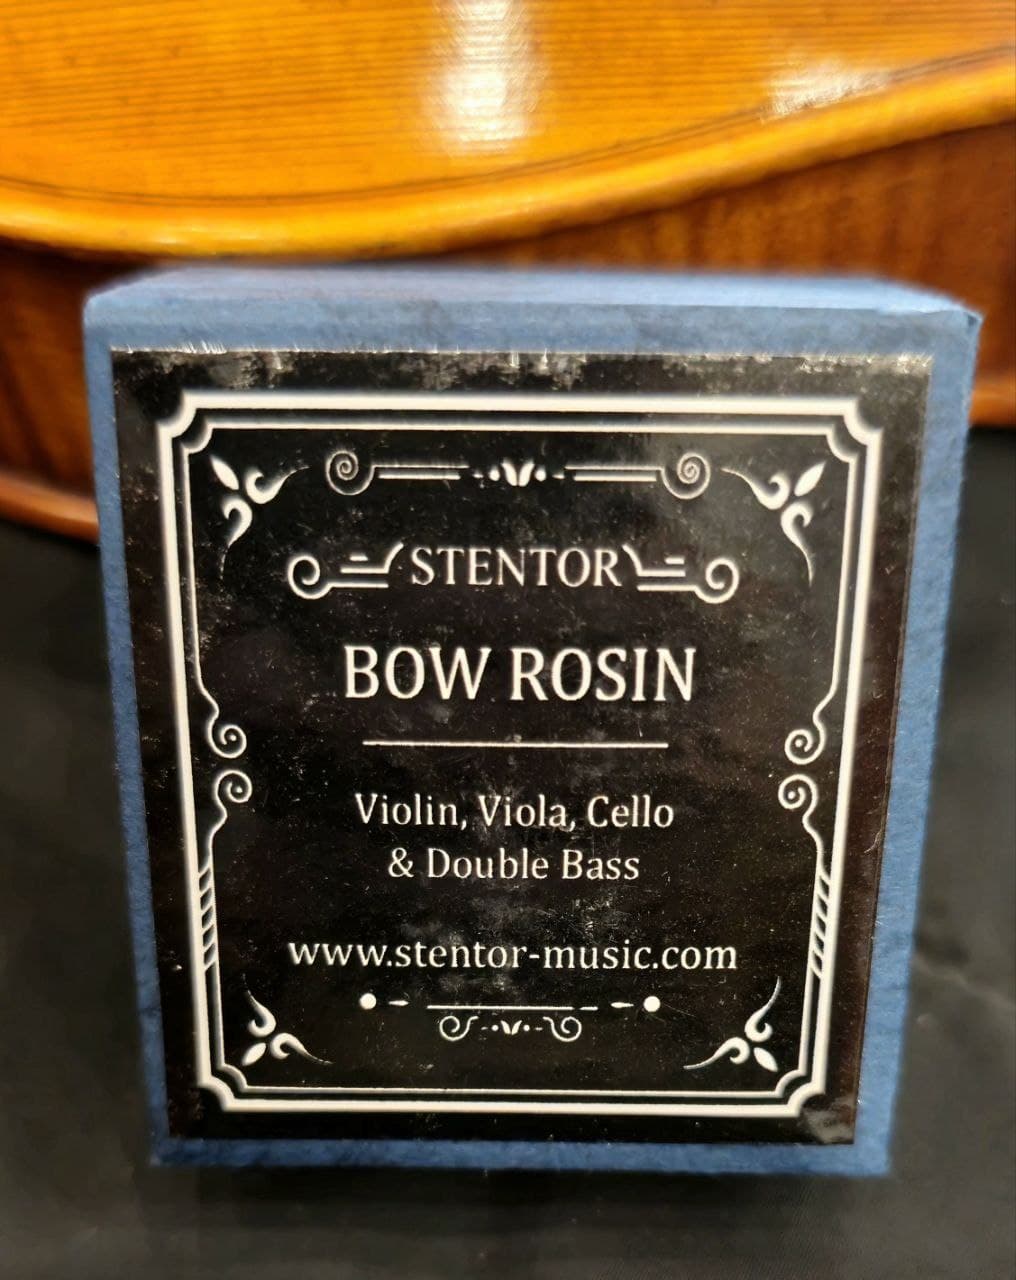 STENTOR
BOW ROSIN
Violin, Viola, Cello
& Double Bass
www.stentor-music.com